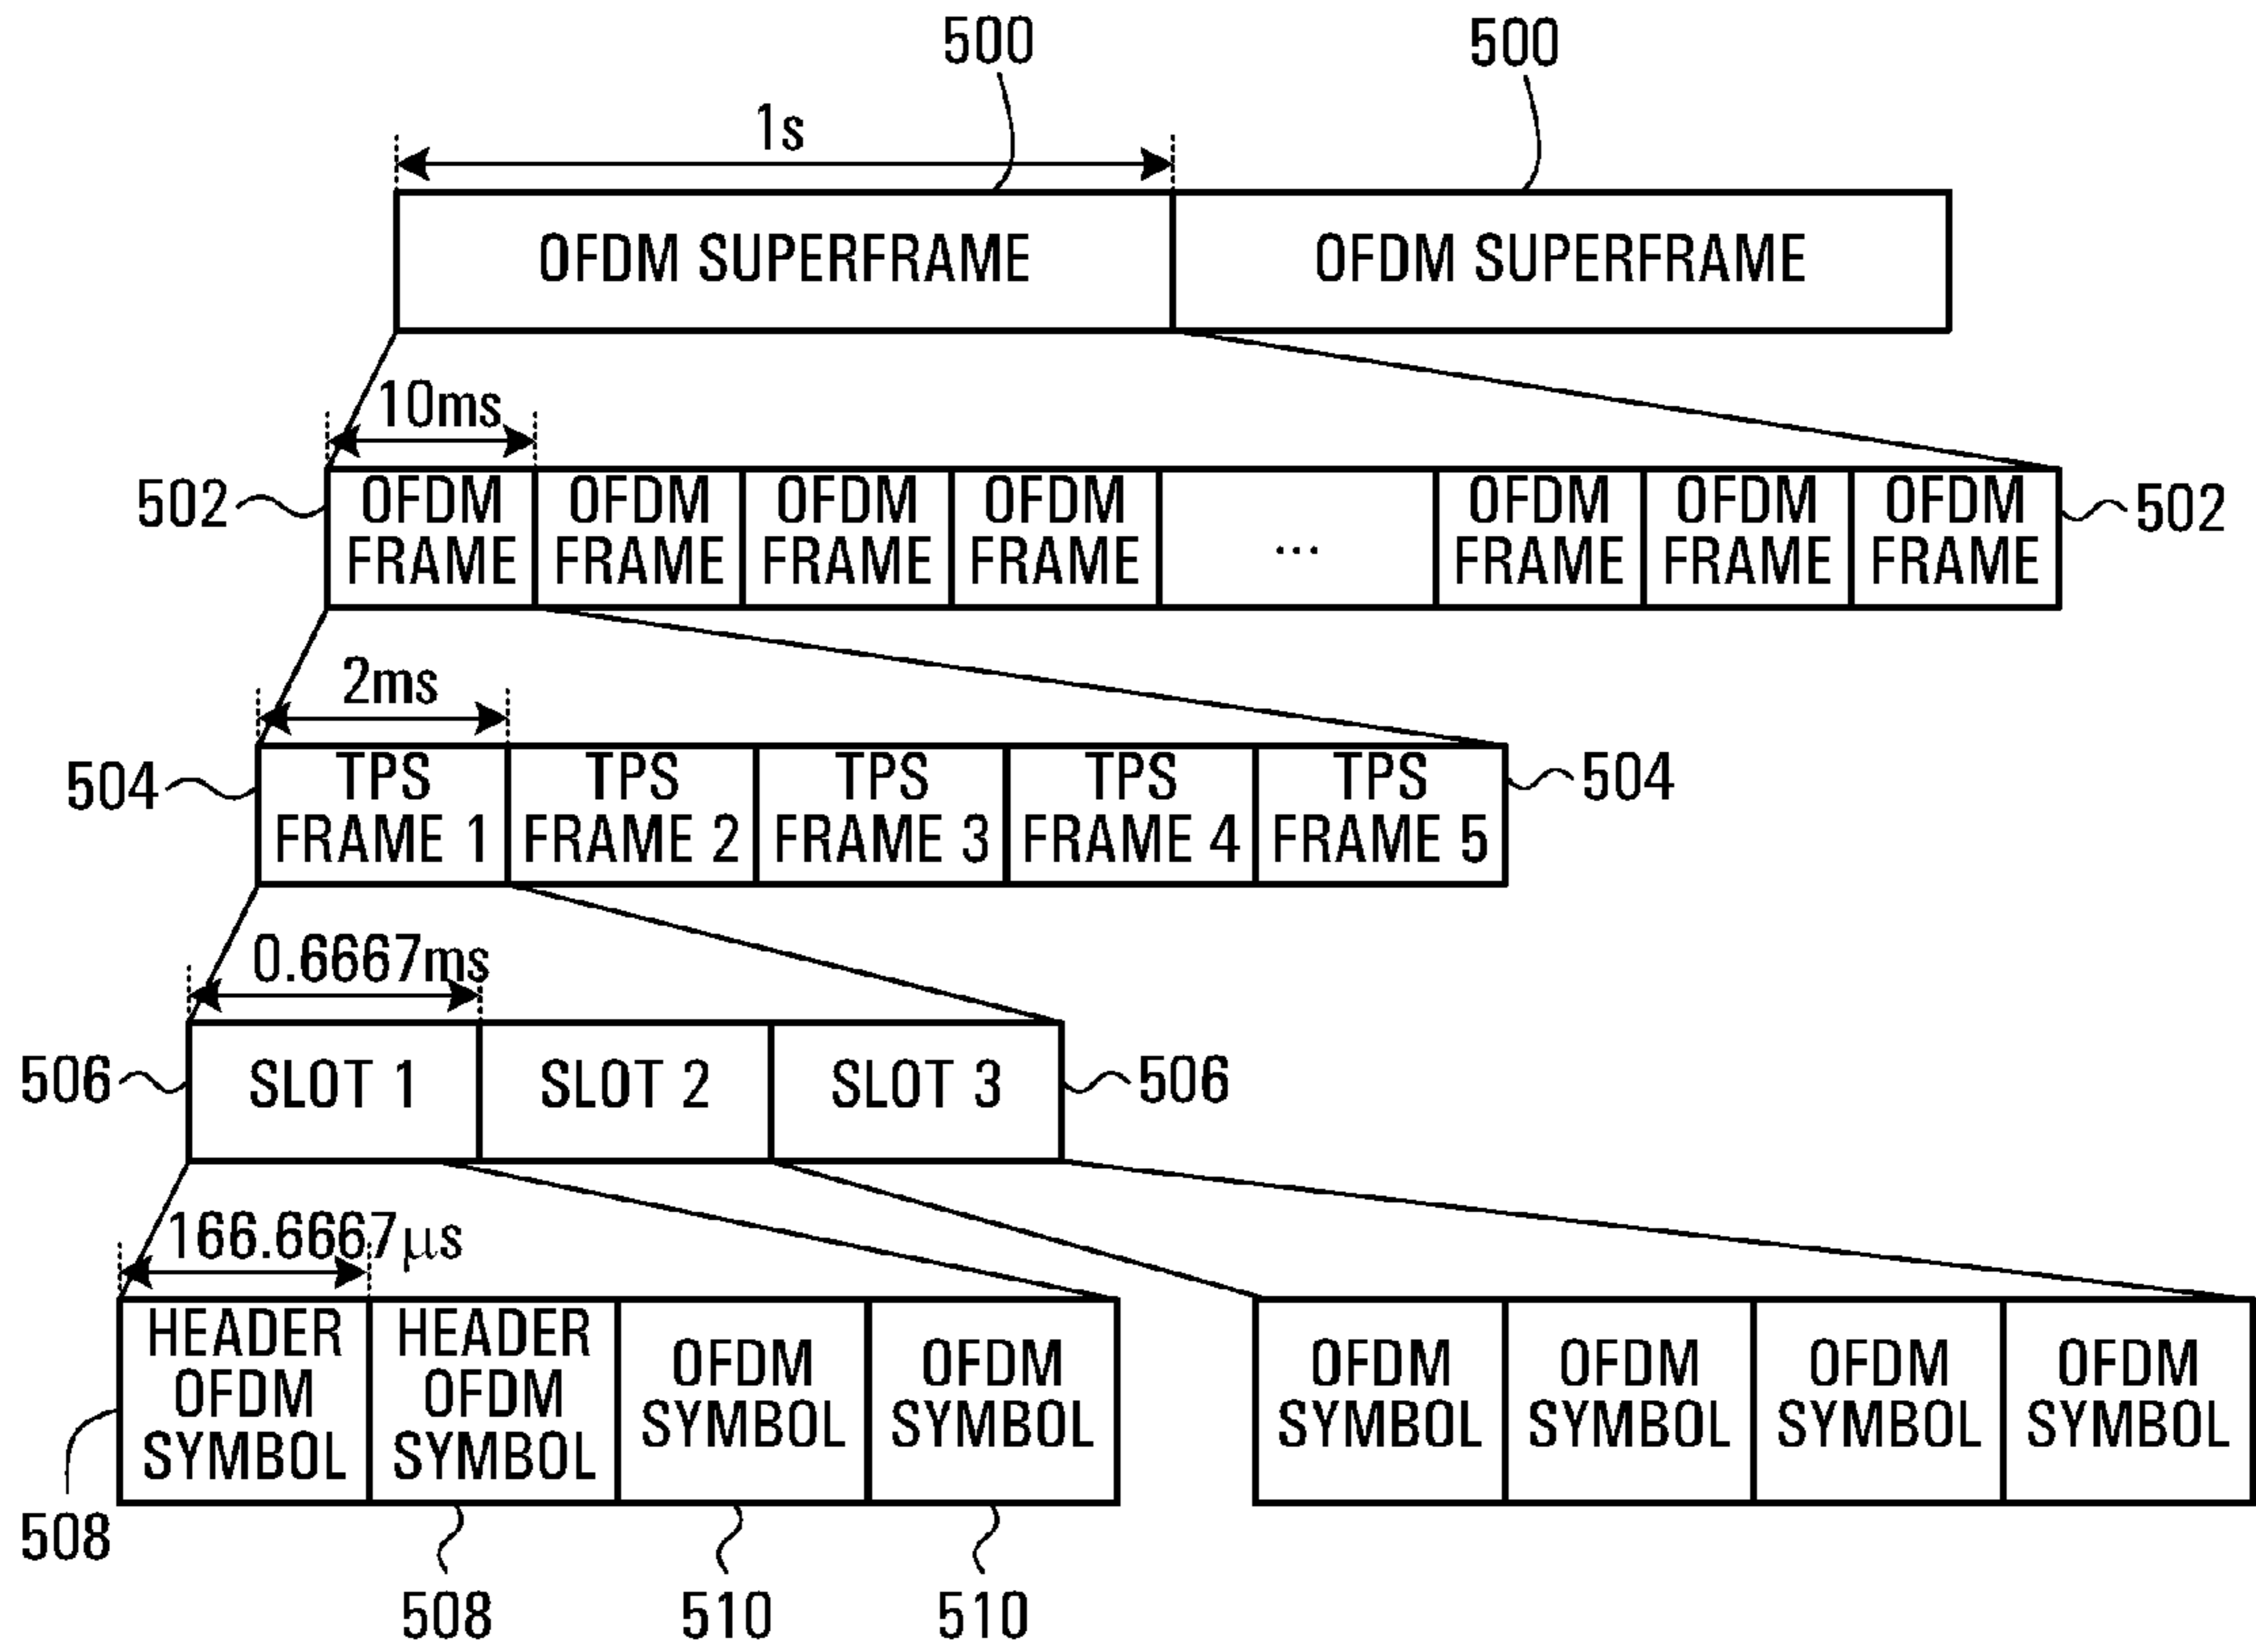 500 500
1s
OFDM SUPERFRAME OFDM SUPERFRAME
10ms
502 OFDM FRAME OFDM FRAME OFDM FRAME OFDM FRAME ... OFDM FRAME OFDM FRAME OFDM FRAME 502
2ms
504 TPS FRAME 1 TPS FRAME 2 TPS FRAME 3 TPS FRAME 4 TPS FRAME 5 504
0.6667ms
506 SLOT 1 SLOT 2 SLOT 3 506
166.6667µs
HEADER OFDM SYMBOL HEADER OFDM SYMBOL OFDM SYMBOL OFDM SYMBOL OFDM SYMBOL OFDM SYMBOL OFDM SYMBOL OFDM SYMBOL
508
508 510 510